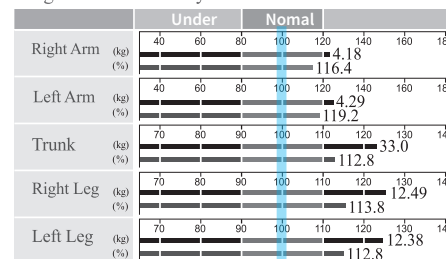 Under Nomal
40 60 80 100 120 140 160
Right Arm (kg) 4.18
(%) 116.4
40 60 80 100 120 140 160
Left Arm (kg) 4.29
(%) 119.2
70 80 90 100 110 120 130
Trunk (kg) 33.0
(%) 112.8
70 80 90 100 110 120 130
Right Leg (kg) 12.49
(%) 113.8
70 80 90 100 110 120 130
Left Leg (kg) 12.38
(%) 112.8